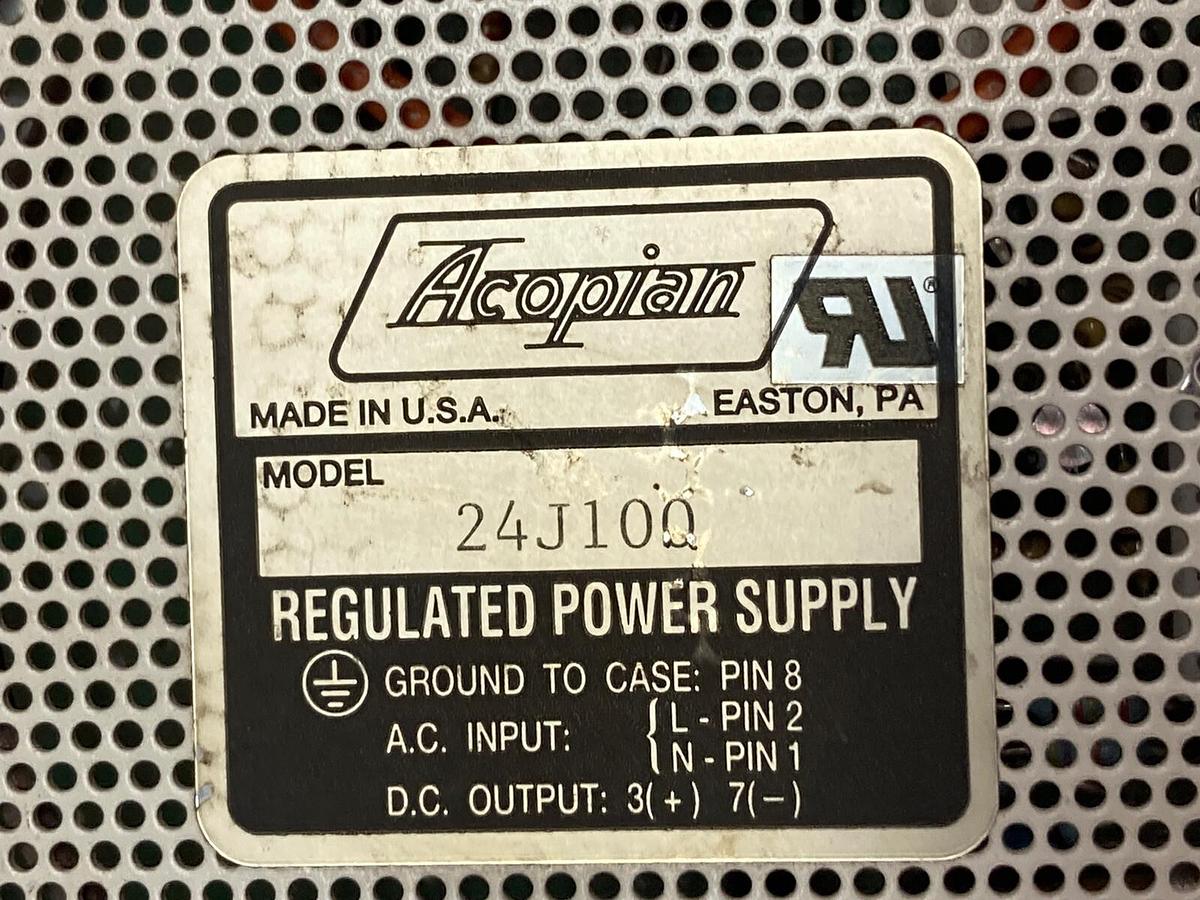 Acopian
RU®
MADE IN U.S.A. EASTON, PA
MODEL
24J10Q
REGULATED POWER SUPPLY
GROUND TO CASE: PIN 8
A.C. INPUT: { L - PIN 2
N - PIN 1
D.C. OUTPUT: 3(+) 7(−)